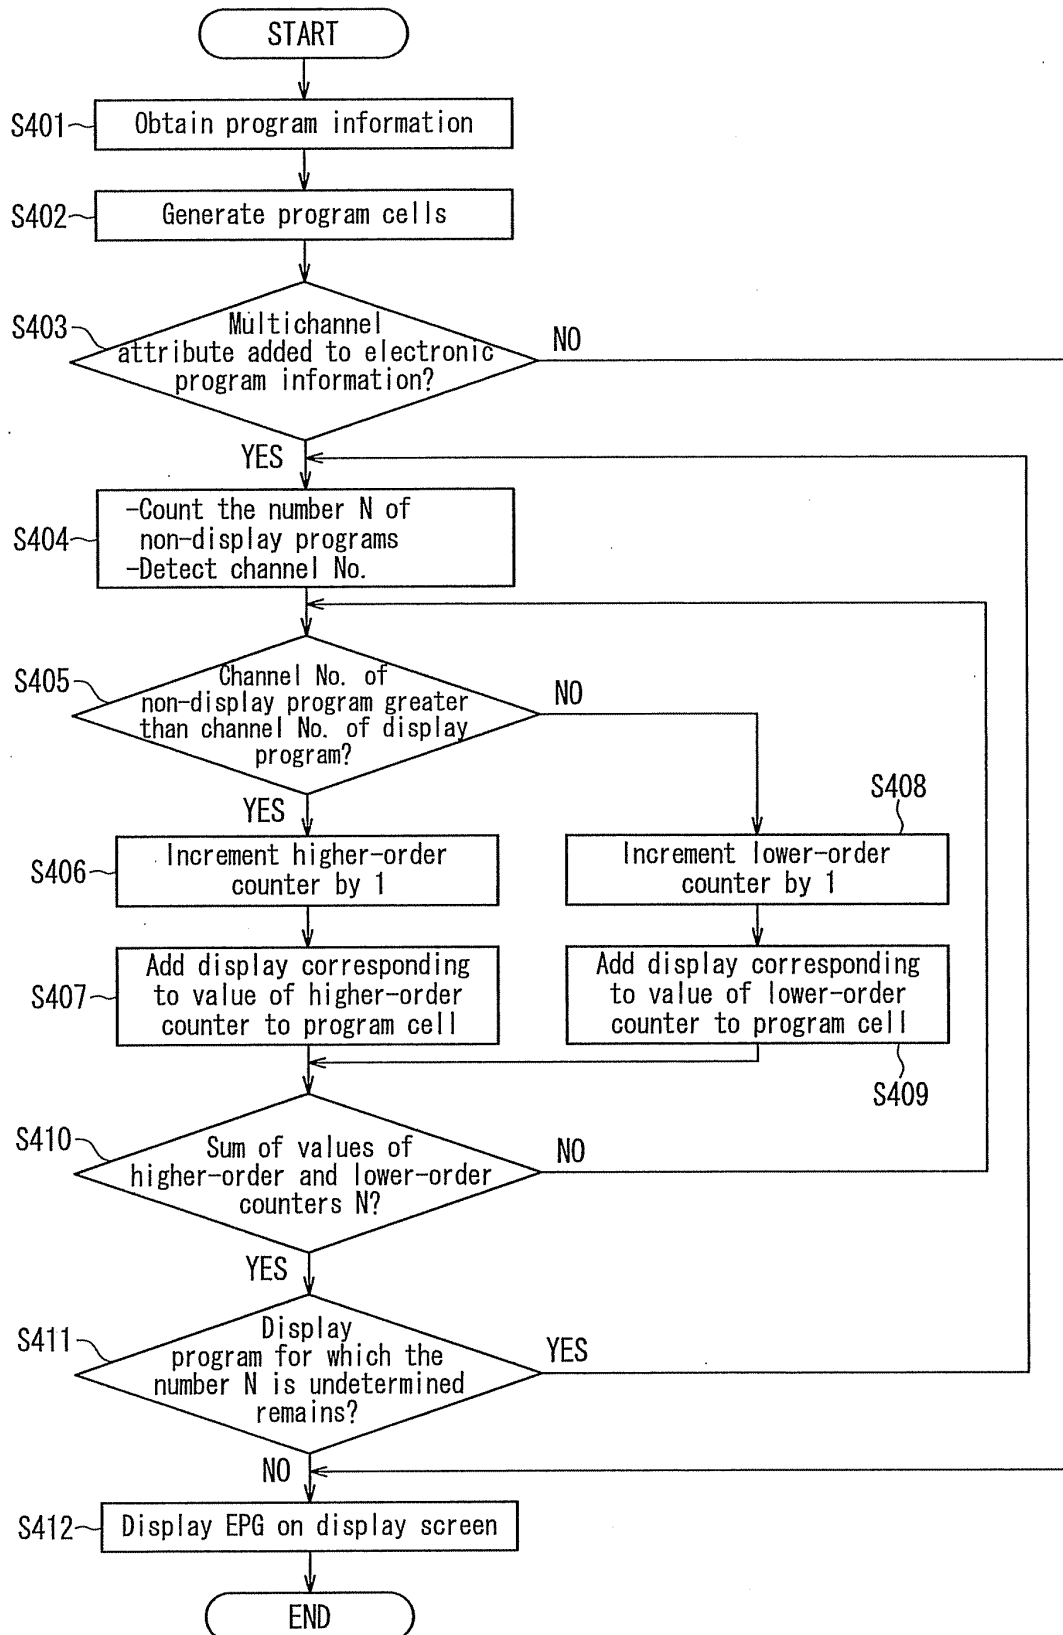 START
S401
Obtain program information
S402
Generate program cells
S403
Multichannel
attribute added to electronic
program information?
NO
YES
S404
-Count the number N of
non-display programs
-Detect channel No.
S405
Channel No. of
non-display program greater
than channel No. of display
program?
NO
YES
S408
S406
Increment higher-order
counter by 1
Increment lower-order
counter by 1
S407
Add display corresponding
to value of higher-order
counter to program cell
Add display corresponding
to value of lower-order
counter to program cell
S409
S410
Sum of values of
higher-order and lower-order
counters N?
NO
YES
S411
Display
program for which the
number N is undetermined
remains?
YES
NO
S412
Display EPG on display screen
END